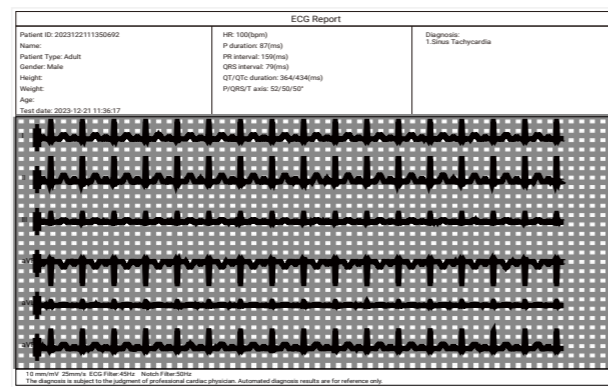 ECG Report
Patient ID: 2023122111350692
Name:
Patient Type: Adult
Gender: Male
Height:
Weight:
Age:
Test date: 2023-12-21 11:36:17
HR: 100(bpm)
P duration: 87(ms)
PR interval: 159(ms)
QRS interval: 79(ms)
QT/QTc duration: 364/434(ms)
P/QRS/T axis: 52/50/50°
Diagnosis:
1.Sinus Tachycardia
10 mm/mV 25mm/s ECG Filter:45Hz Notch Filter:50Hz
The diagnosis is subject to the judgment of professional cardiac physician. Automated diagnosis results are for reference only.